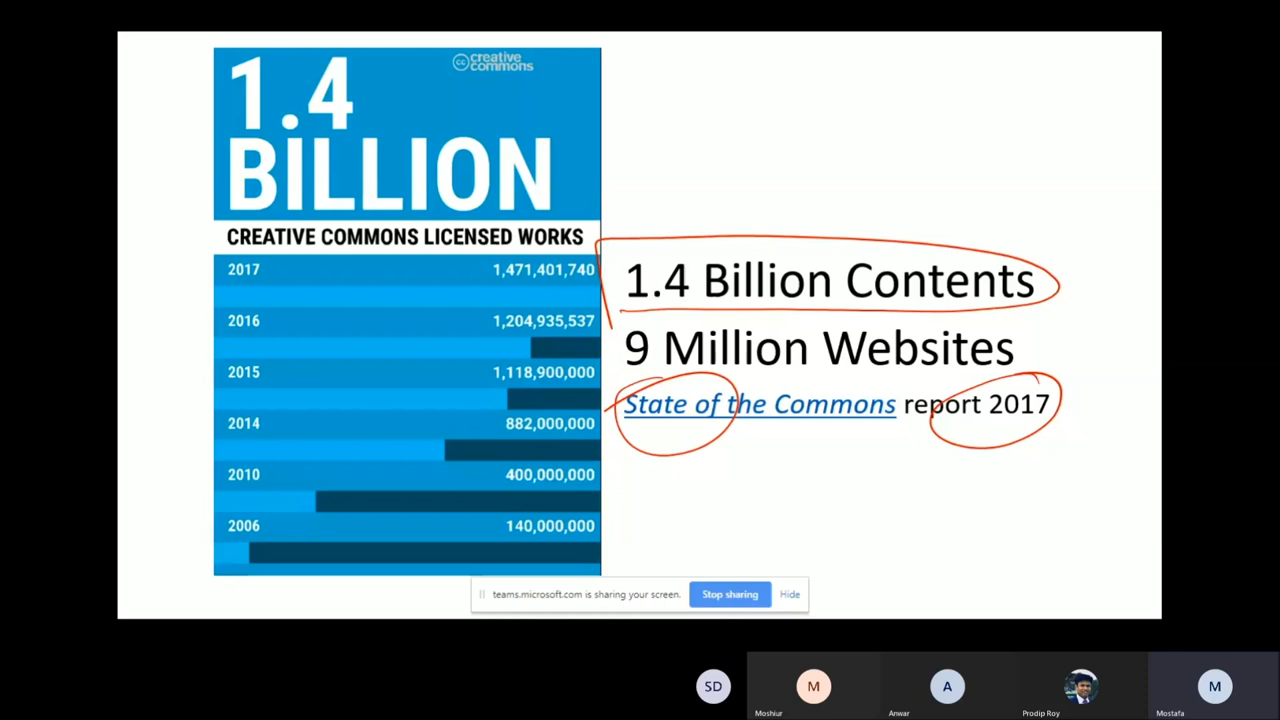 creative
commons
1.4
BILLION
CREATIVE COMMONS LICENSED WORKS
2017 1,471,401,740
2016 1,204,935,537
2015 1,118,900,000
2014 882,000,000
2010 400,000,000
2006 140,000,000
1.4 Billion Contents
9 Million Websites
State of the Commons report 2017
teams.microsoft.com is sharing your screen. Stop sharing Hide
SD M A M
Moshiur Anwar Prodip Roy Mostafa